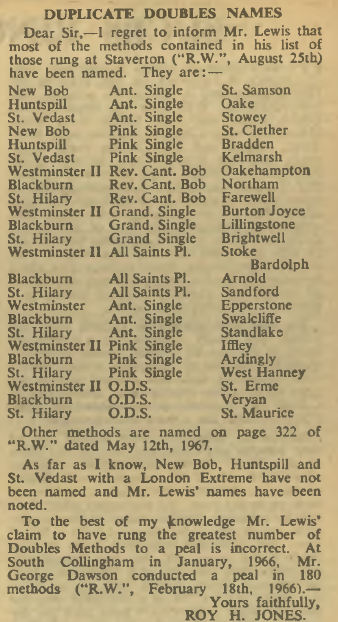 DUPLICATE DOUBLES NAMES
Dear Sir,—I regret to inform Mr. Lewis that
most of the methods contained in his list of
those rung at Staverton ("R.W.", August 25th)
have been named. They are:—
New Bob Ant. Single St. Samson
Huntspill Ant. Single Oake
St. Vedast Ant. Single Stowey
New Bob Pink Single St. Clether
Huntspill Pink Single Bradden
St. Vedast Pink Single Kelmarsh
Westminster II Rev. Cant. Bob Oakehampton
Blackburn Rev. Cant. Bob Northam
St. Hilary Rev. Cant. Bob Farewell
Westminster II Grand. Single Burton Joyce
Blackburn Grand. Single Lillingstone
St. Hilary Grand Single Brightwell
Westminster II All Saints Pl. Stoke
Bardolph
Blackburn All Saints Pl. Arnold
St. Hilary All Saints Pl. Sandford
Westminster Ant. Single Epperstone
Blackburn Ant. Single Swalcliffe
St. Hilary Ant. Single Standlake
Westminster II Pink Single Iffley
Blackburn Pink Single Ardingly
St. Hilary Pink Single West Hanney
Westminster II O.D.S. St. Erme
Blackburn O.D.S. Veryan
St. Hilary O.D.S. St. Maurice
Other methods are named on page 322 of
"R.W." dated May 12th, 1967.
As far as I know, New Bob, Huntspill and
St. Vedast with a London Extreme have not
been named and Mr. Lewis' names have been
noted.
To the best of my knowledge Mr. Lewis'
claim to have rung the greatest number of
Doubles Methods to a peal is incorrect. At
South Collingham in January, 1966, Mr.
George Dawson conducted a peal in 180
methods ("R.W.", February 18th, 1966).—
Yours faithfully,
ROY H. JONES.